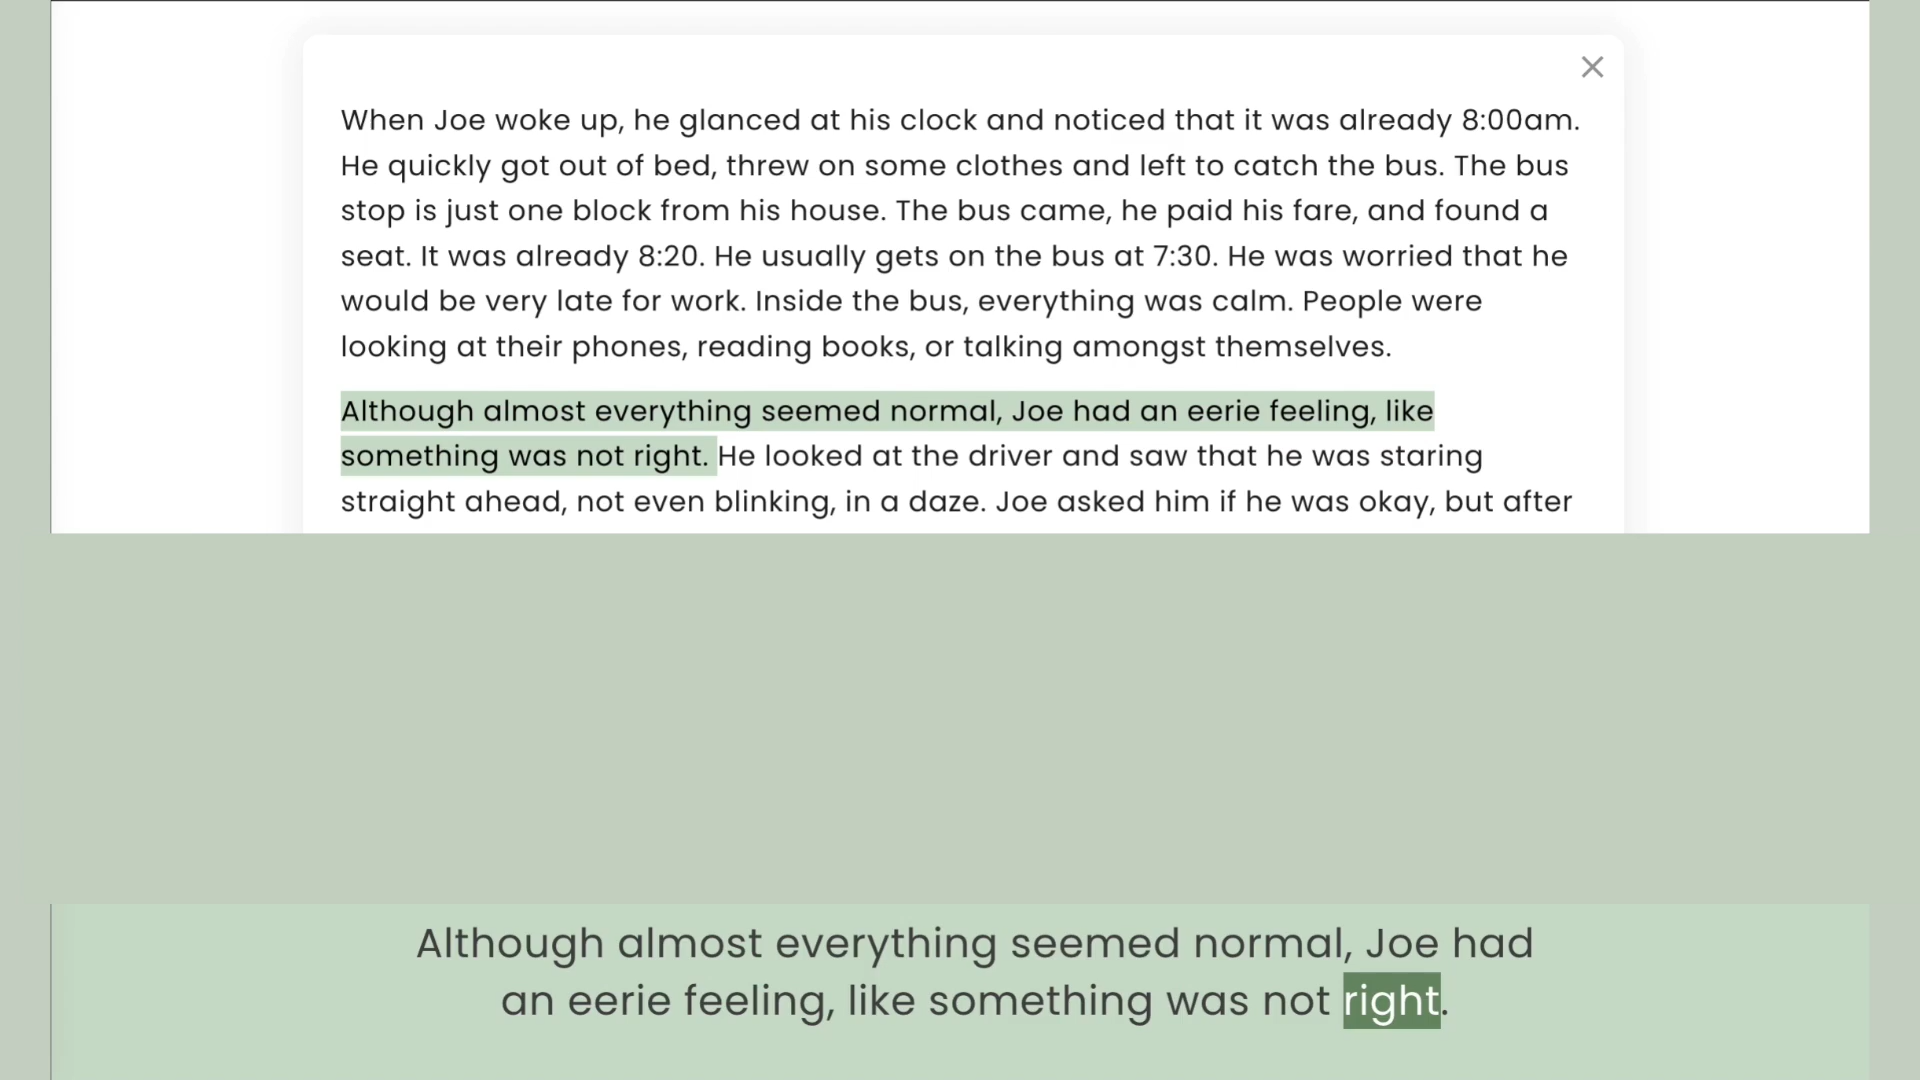 When Joe woke up, he glanced at his clock and noticed that it was already 8:00am.
He quickly got out of bed, threw on some clothes and left to catch the bus. The bus
stop is just one block from his house. The bus came, he paid his fare, and found a
seat. It was already 8:20. He usually gets on the bus at 7:30. He was worried that he
would be very late for work. Inside the bus, everything was calm. People were
looking at their phones, reading books, or talking amongst themselves.
Although almost everything seemed normal, Joe had an eerie feeling, like
something was not right. He looked at the driver and saw that he was staring
straight ahead, not even blinking, in a daze. Joe asked him if he was okay, but after
Although almost everything seemed normal, Joe had
an eerie feeling, like something was not right.